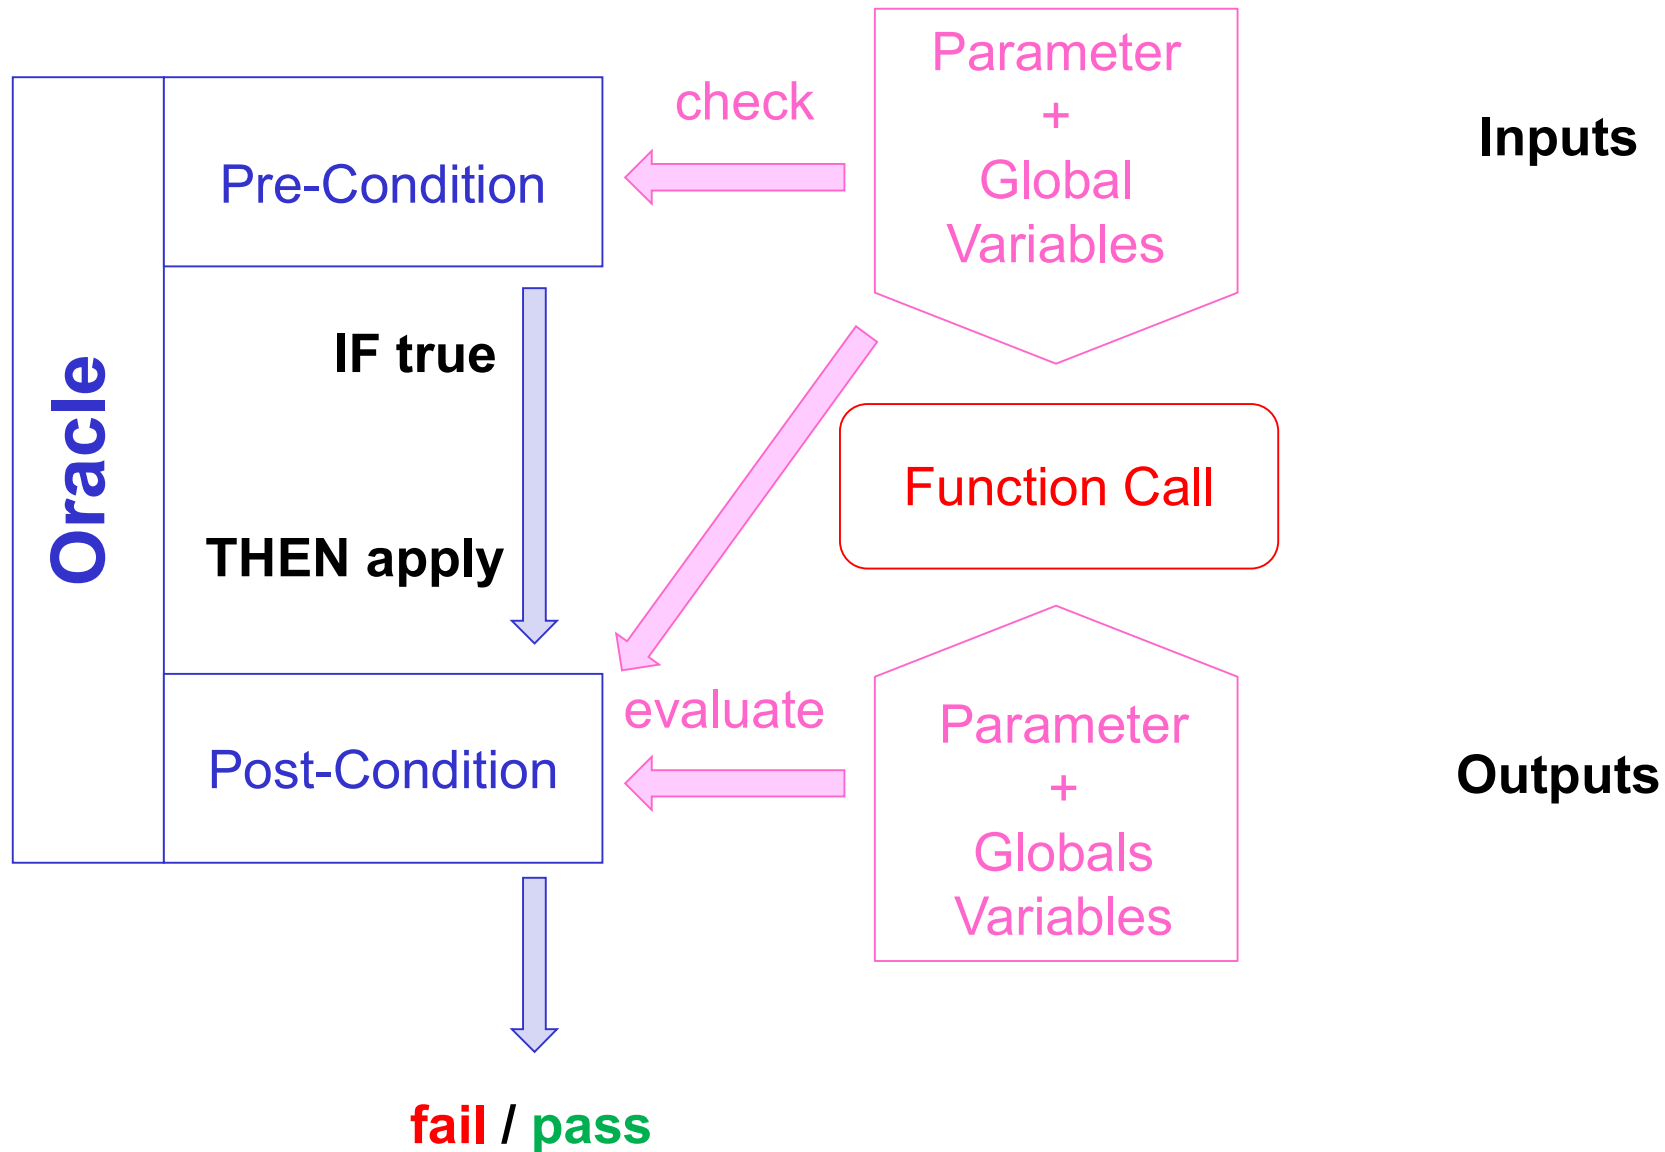 Oracle
Pre-Condition
check
Parameter
+
Global
Variables
Inputs
IF true
THEN apply
Function Call
Post-Condition
evaluate
Parameter
+
Globals
Variables
Outputs
fail / pass